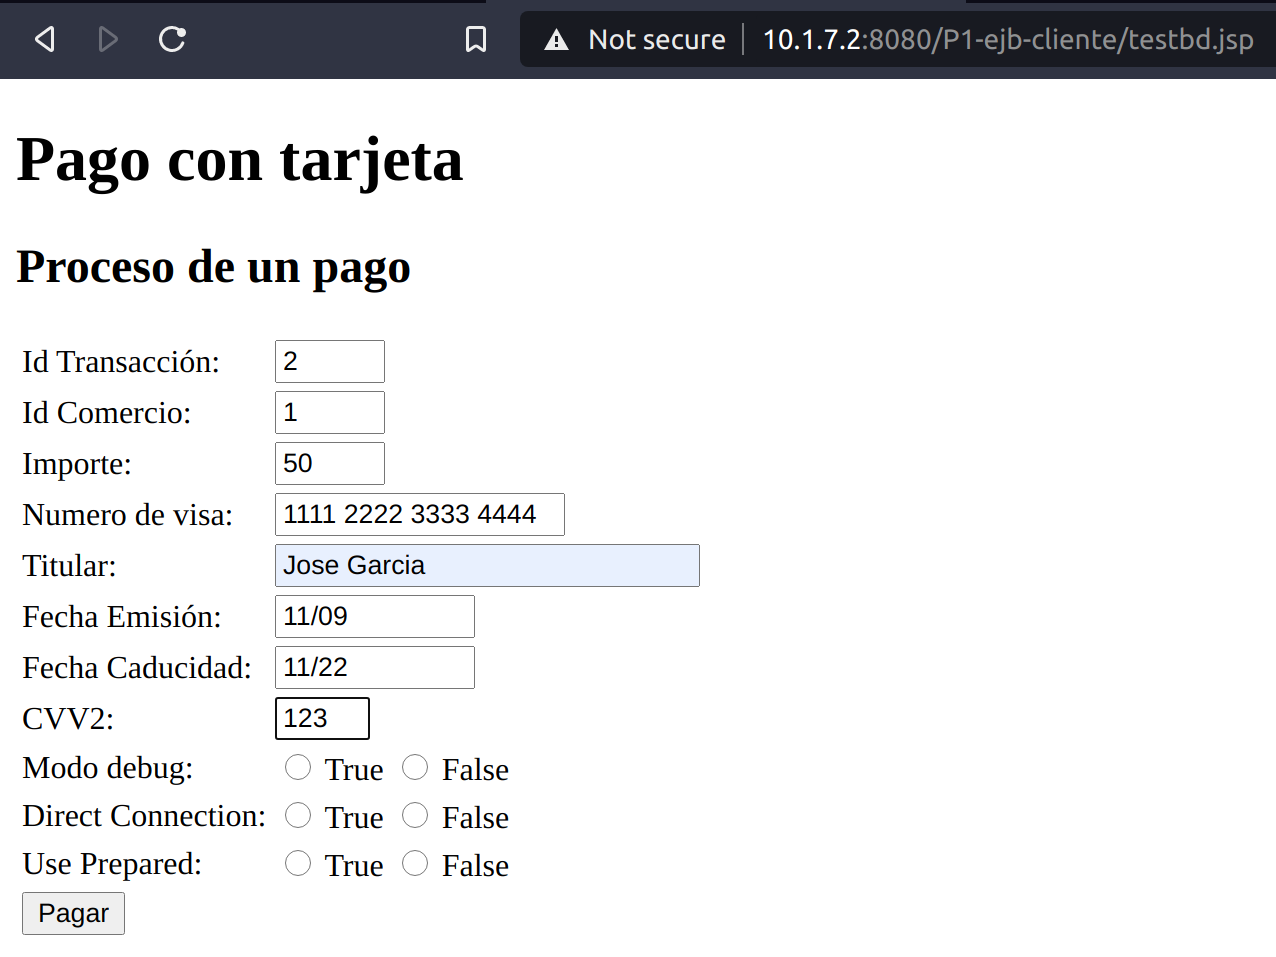 Not secure 10.1.7.2:8080/P1-ejb-cliente/testbd.jsp
Pago con tarjeta
Proceso de un pago
Id Transacción: 2
Id Comercio: 1
Importe: 50
Numero de visa: 1111 2222 3333 4444
Titular: Jose Garcia
Fecha Emisión: 11/09
Fecha Caducidad: 11/22
CVV2: 123
Modo debug: True False
Direct Connection: True False
Use Prepared: True False
Pagar